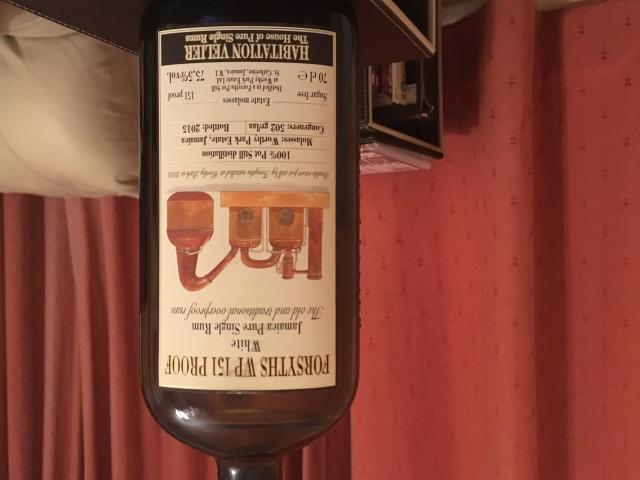 FORSYTHS WP 151 PROOF
White
Jamaica Pure Single Rum
The old and traditional overproof rum
Double retort pot still by Forsyths installed at Worthy Park in 2005
100% Pot Still distillation
Molasses: Worthy Park Estate, Jamaica
Congeners: 502 gr/laa Bottled: 2015
Estate molasses
Sugar free
Distilled in a Forsyths Pot Still
151 proof
70 cl ℮
at Worthy Park Estate Ltd.
St. Catherine, Jamaica, W.I.
75,5% vol.
HABITATION VELIER
The House of Pure Single Rums